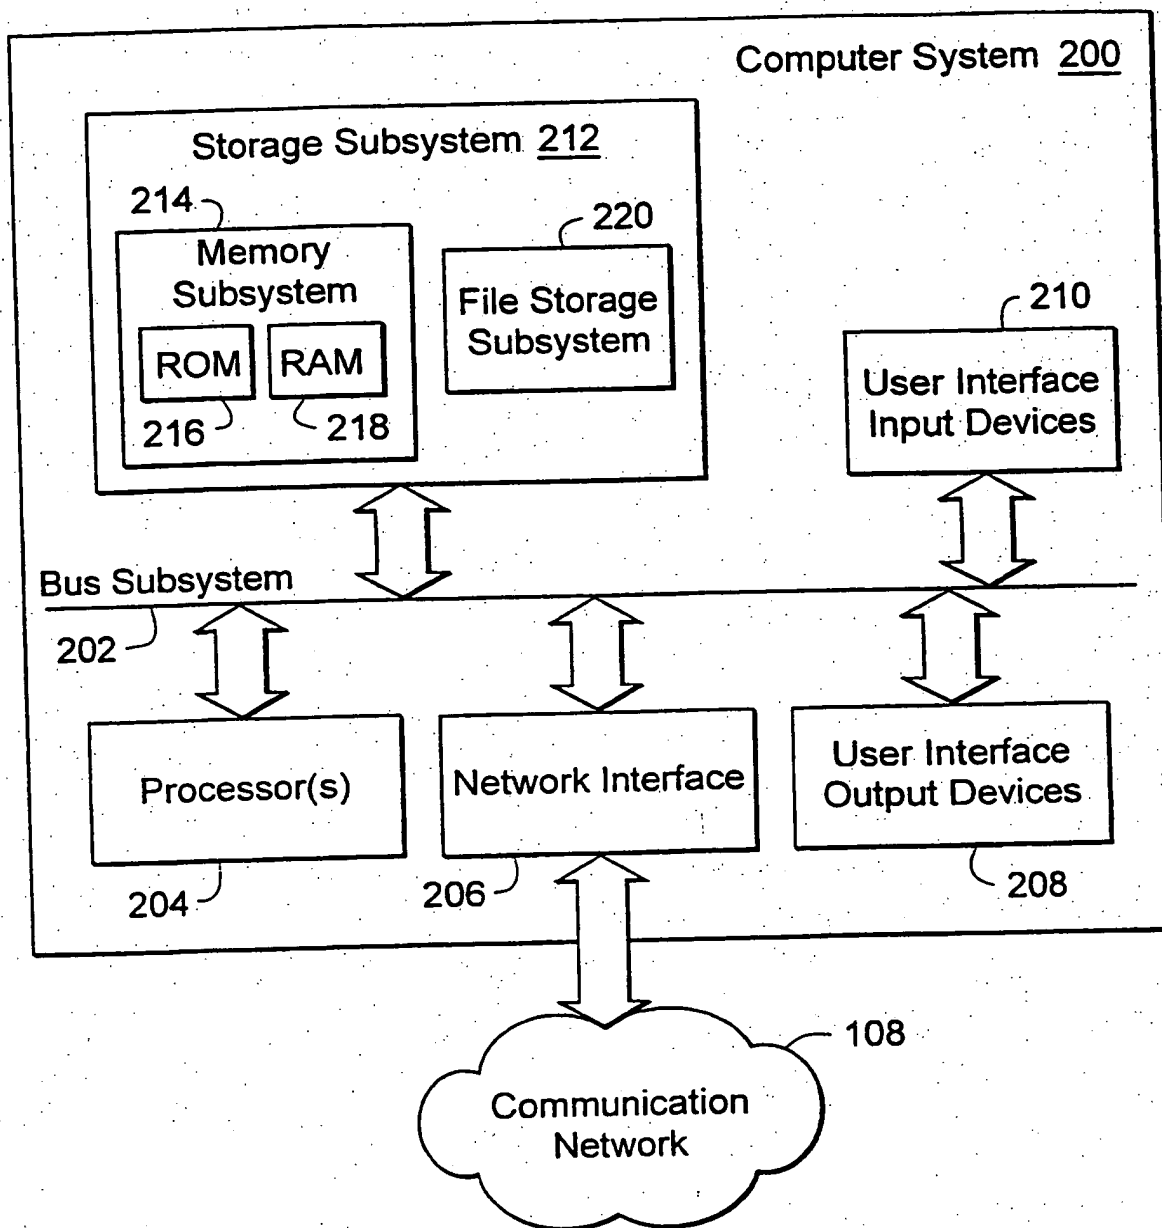 Computer System 200
Storage Subsystem 212
214
Memory
Subsystem
ROM
RAM
216
218
220
File Storage
Subsystem
210
User Interface
Input Devices
Bus Subsystem
202
Processor(s)
204
Network Interface
206
User Interface
Output Devices
208
108
Communication
Network